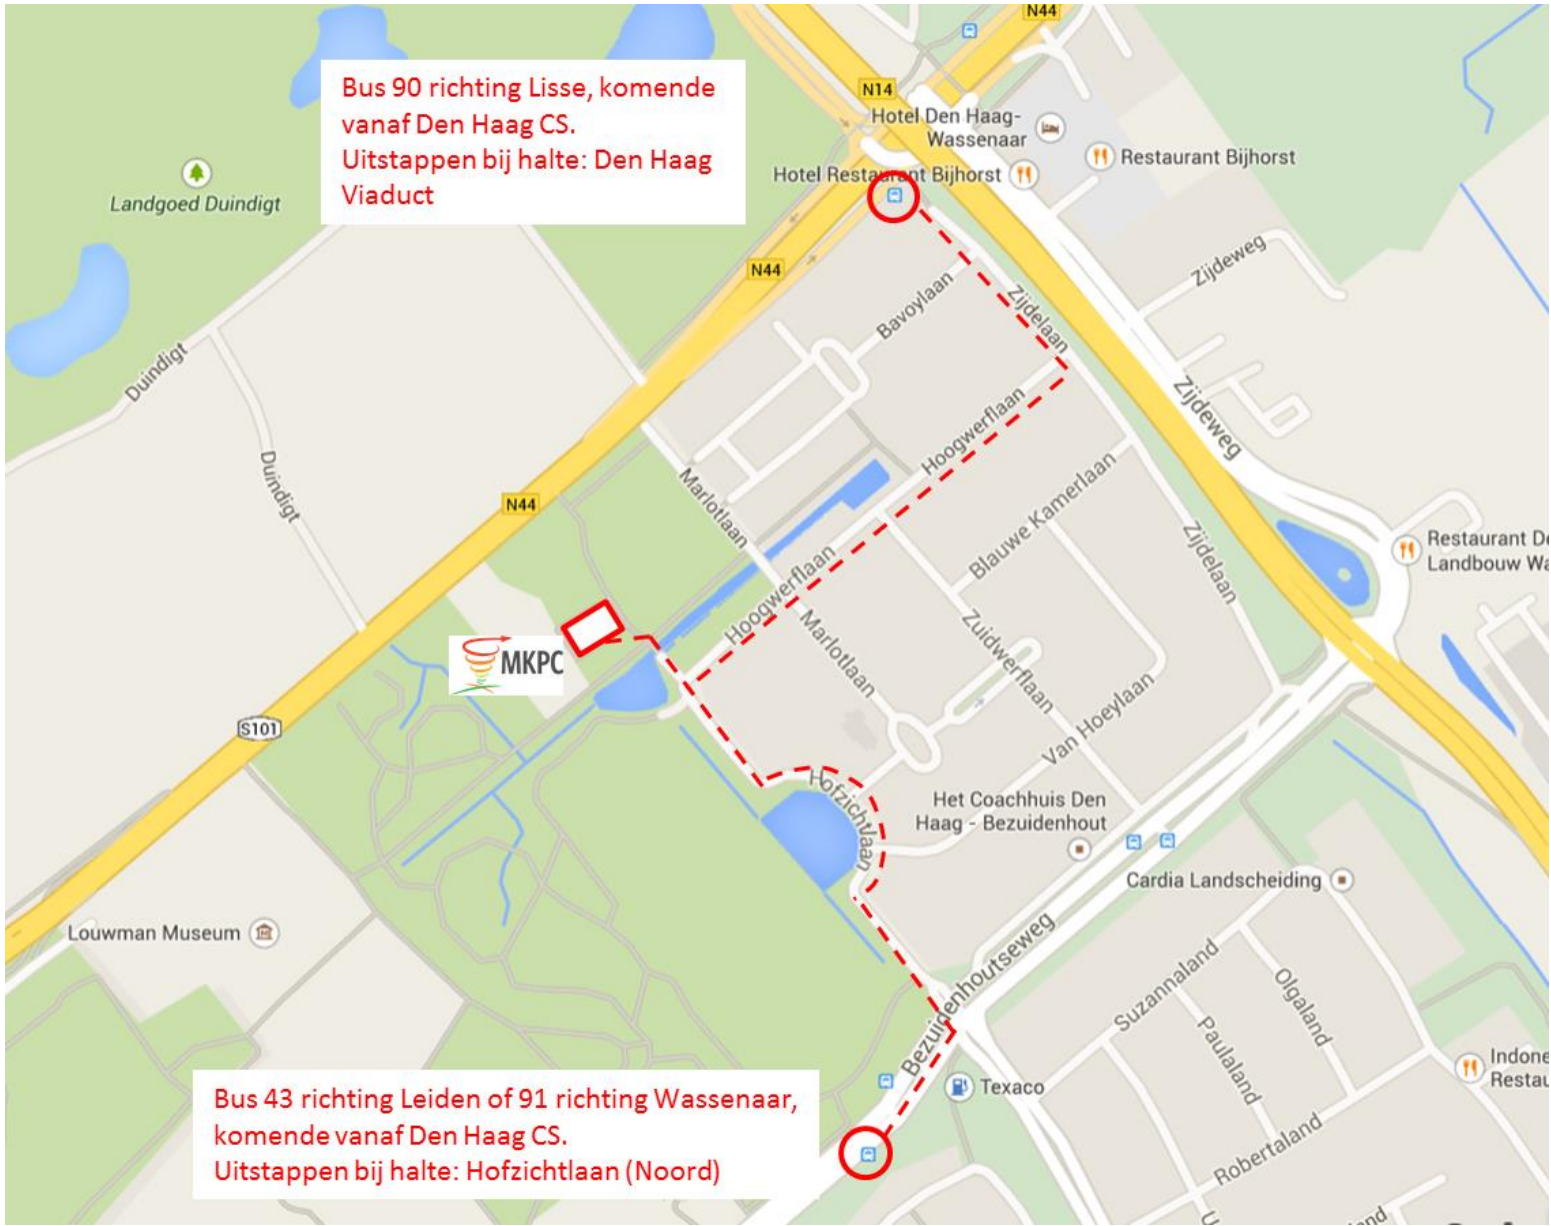 N44
N14
Bus 90 richting Lisse, komende
vanaf Den Haag CS.
Uitstappen bij halte: Den Haag
Viaduct
Hotel Den Haag-
Wassenaar
Restaurant Bijhorst
Hotel Restaurant Bijhorst
Landgoed Duindigt
Zijdeweg
N44
Bavoylaan
Zijdelaan
Duindigt
Zijdeweg
Hoogwerflaan
Duindigt
Marlotlaan
N44
Blauwe Kamerlaan
Zijdelaan
Restaurant De
Landbouw Wa
Hoogwerflaan
Marlotlaan
Zuidwerflaan
MKPC
Van Hoeylaan
S101
Hofzichtlaan
Het Coachhuis Den
Haag - Bezuidenhout
Cardia Landscheiding
Louwman Museum
Bezuidenhoutseweg
Suzannaland
Olgaland
Paulaland
Texaco
Indone
Restau
Bus 43 richting Leiden of 91 richting Wassenaar,
komende vanaf Den Haag CS.
Uitstappen bij halte: Hofzichtlaan (Noord)
Robertaland